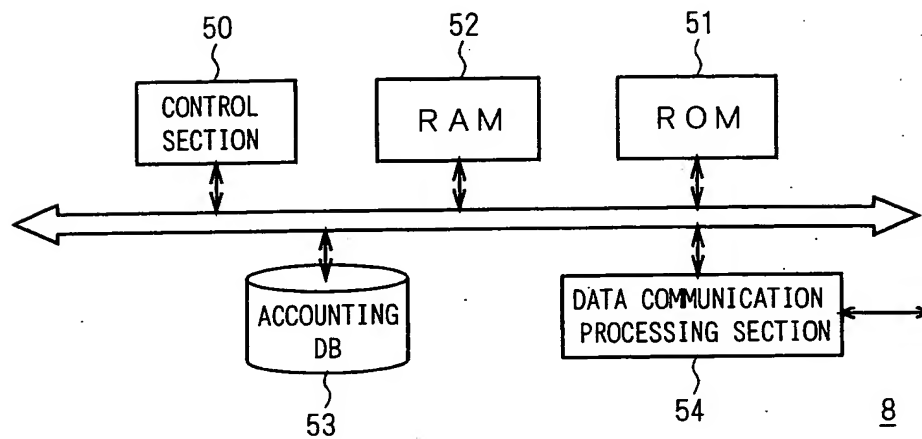 50
52
51
CONTROL
SECTION
RAM
ROM
ACCOUNTING
DB
DATA COMMUNICATION
PROCESSING SECTION
53
54
8